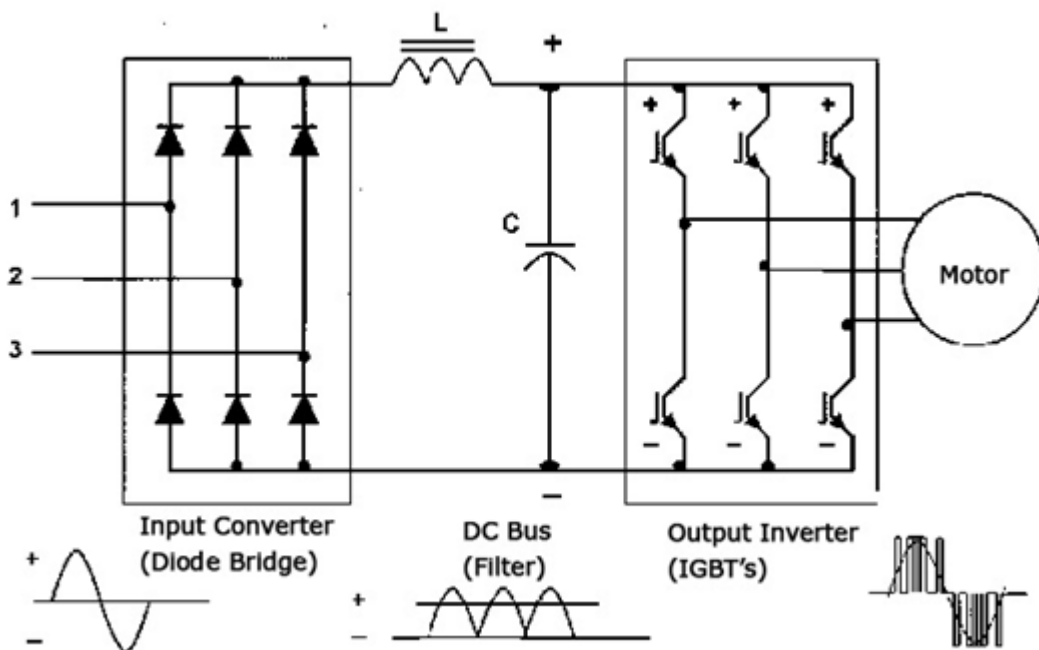 L
+
+ + +
1
C
2
Motor
3
− − −
−
Input Converter
(Diode Bridge)
DC Bus
(Filter)
Output Inverter
(IGBT's)
+
−
+
−